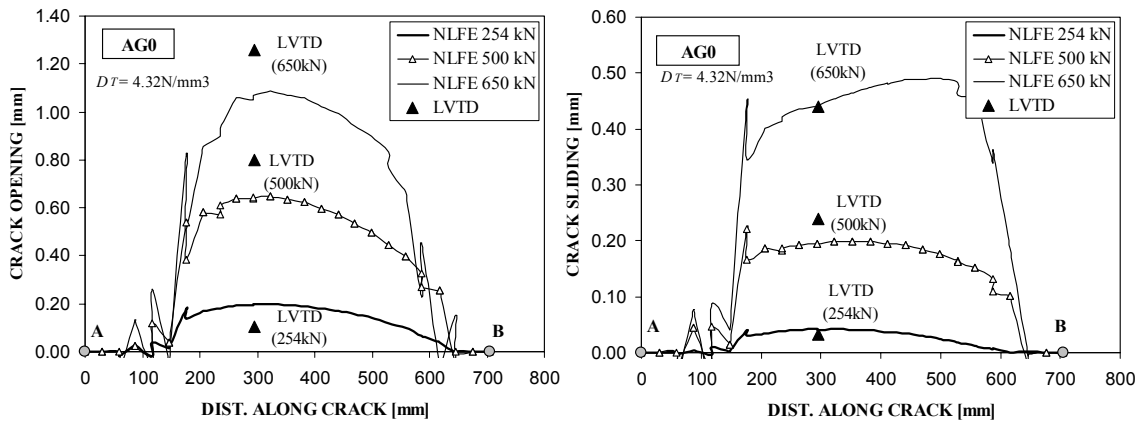 AG0
DT= 4.32N/mm3
NLFE 254 kN
NLFE 500 kN
NLFE 650 kN
LVTD
LVTD
(650kN)
LVTD
(500kN)
LVTD
(254kN)
A
B
1.40
1.20
1.00
0.80
0.60
0.40
0.20
0.00
CRACK OPENING [mm]
0 100 200 300 400 500 600 700 800
DIST. ALONG CRACK [mm]
AG0
DT= 4.32N/mm3
NLFE 254 kN
NLFE 500 kN
NLFE 650 kN
LVTD
LVTD
(650kN)
LVTD
(500kN)
LVTD
(254kN)
A
B
0.60
0.50
0.40
0.30
0.20
0.10
0.00
CRACK SLIDING [mm]
0 100 200 300 400 500 600 700 800
DIST. ALONG CRACK [mm]